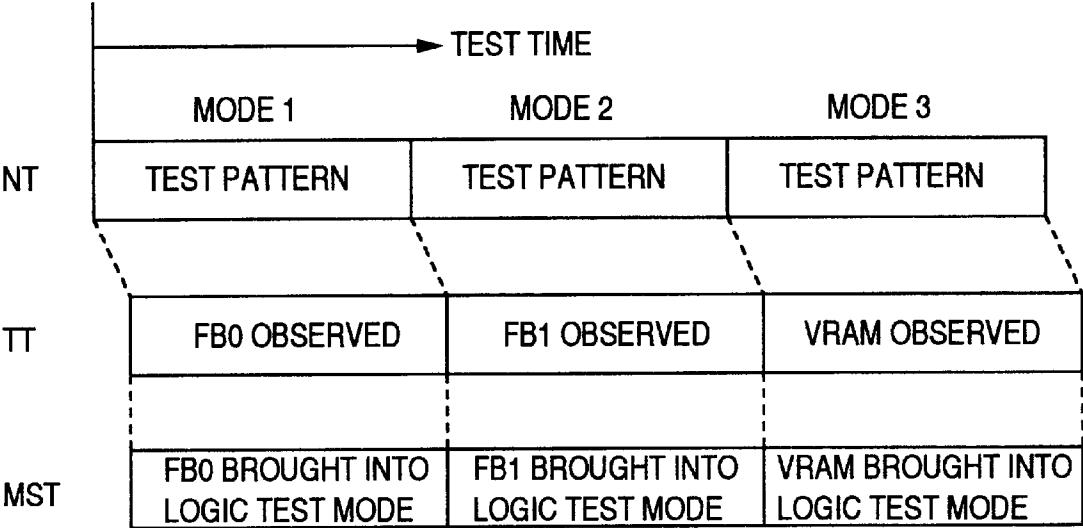 TEST TIME
MODE 1 MODE 2 MODE 3
NT TEST PATTERN TEST PATTERN TEST PATTERN
TT FB0 OBSERVED FB1 OBSERVED VRAM OBSERVED
FB0 BROUGHT INTO FB1 BROUGHT INTO VRAM BROUGHT INTO
MST LOGIC TEST MODE LOGIC TEST MODE LOGIC TEST MODE